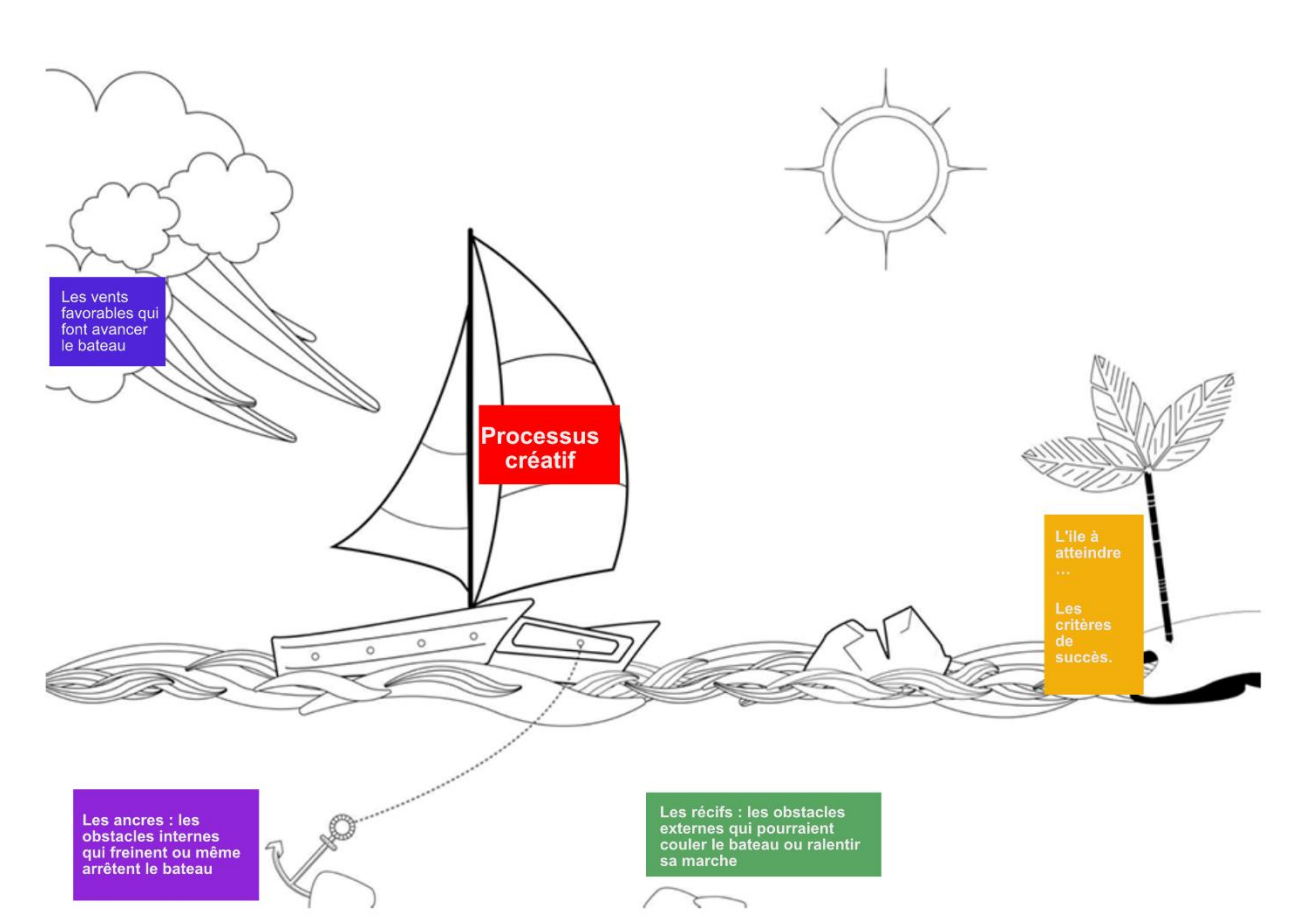 Les vents
favorables qui
font avancer
le bateau
Processus
créatif
L'ile à
atteindre
...
Les
critères
de
succès.
Les ancres : les
obstacles internes
qui freinent ou même
arrêtent le bateau
Les récifs : les obstacles
externes qui pourraient
couler le bateau ou ralentir
sa marche